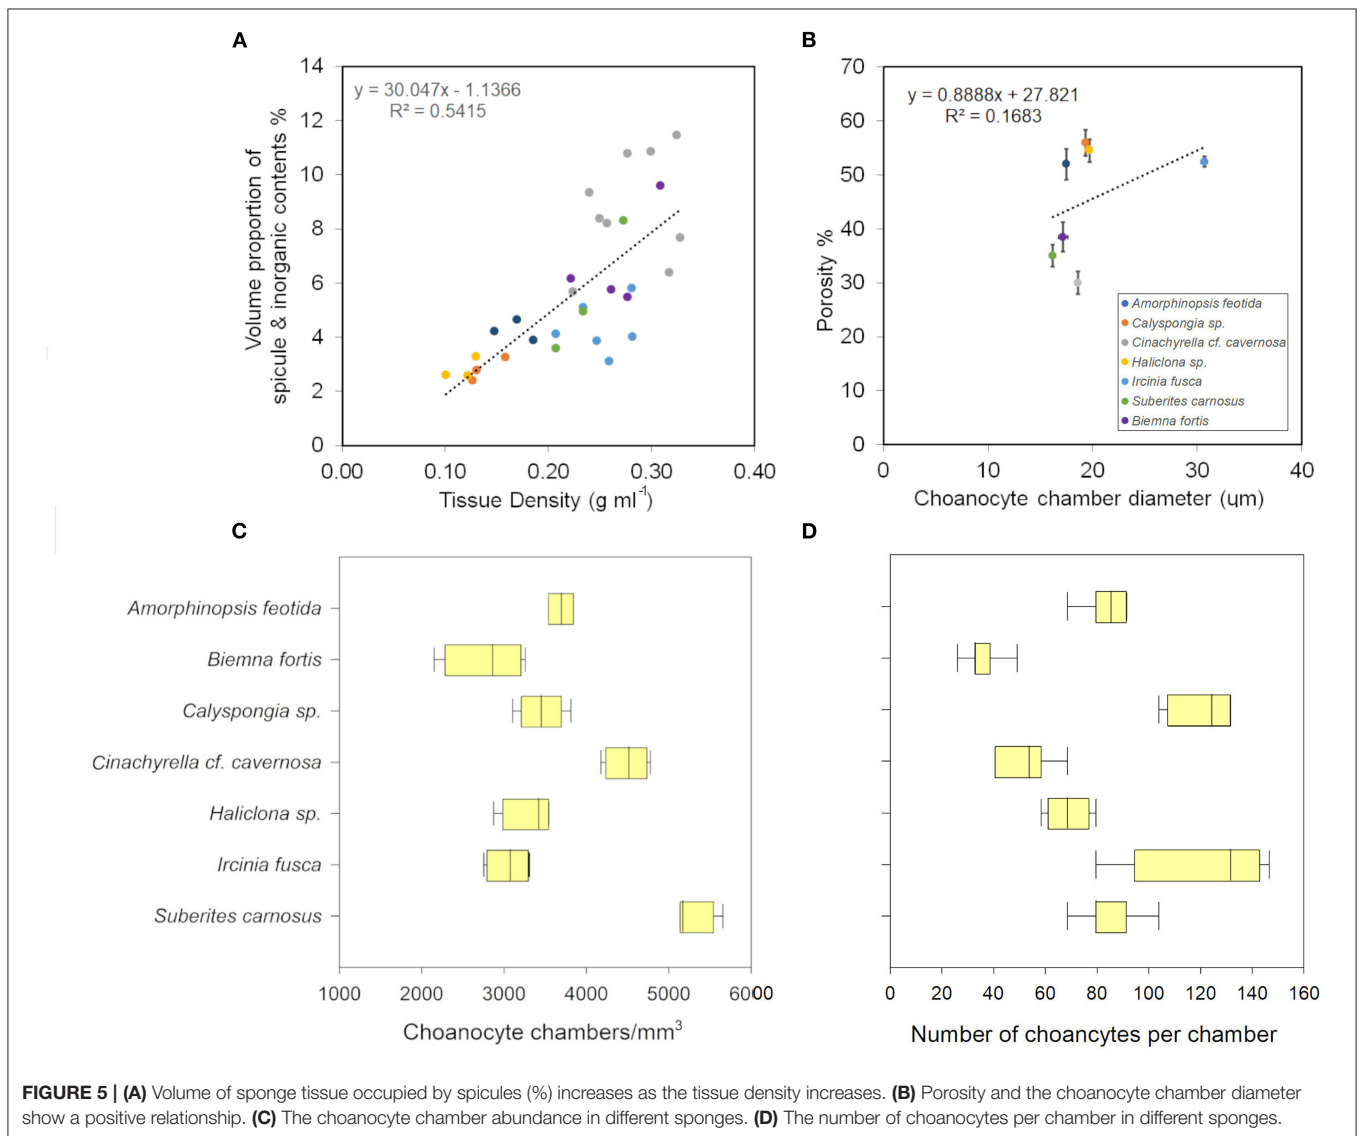 A
14
12
10
8
6
4
2
0
0.00 0.10 0.20 0.30 0.40
y = 30.047x - 1.1366
R² = 0.5415
Volume proportion of
spicule & inorganic contents %
Tissue Density (g ml⁻¹)
B
70
60
50
40
30
20
10
0
0 10 20 30 40
y = 0.8888x + 27.821
R² = 0.1683
Porosity %
Amorphinopsis feotida
Calyspongia sp.
Cinachyrella cf. cavernosa
Haliclona sp.
Ircinia fusca
Suberites carnosus
Biemna fortis
Choanocyte chamber diameter (ųm)
C
Amorphinopsis feotida
Biemna fortis
Calyspongia sp.
Cinachyrella cf. cavernosa
Haliclona sp.
Ircinia fusca
Suberites carnosus
1000 2000 3000 4000 5000 6000
Choanocyte chambers/mm³
D
0 20 40 60 80 100 120 140 160
Number of choancytes per chamber
FIGURE 5 | (A) Volume of sponge tissue occupied by spicules (%) increases as the tissue density increases. (B) Porosity and the choanocyte chamber diameter
show a positive relationship. (C) The choanocyte chamber abundance in different sponges. (D) The number of choanocytes per chamber in different sponges.